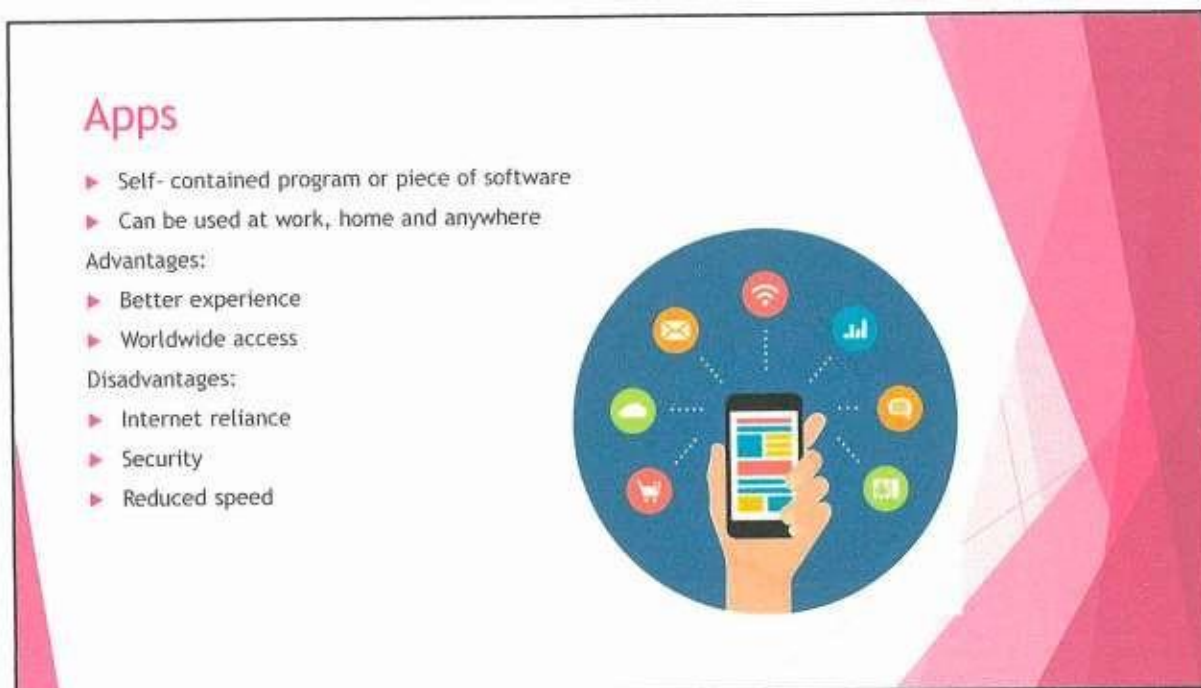 Apps
Self- contained program or piece of software
Can be used at work, home and anywhere
Advantages:
Better experience
Worldwide access
Disadvantages:
Internet reliance
Security
Reduced speed